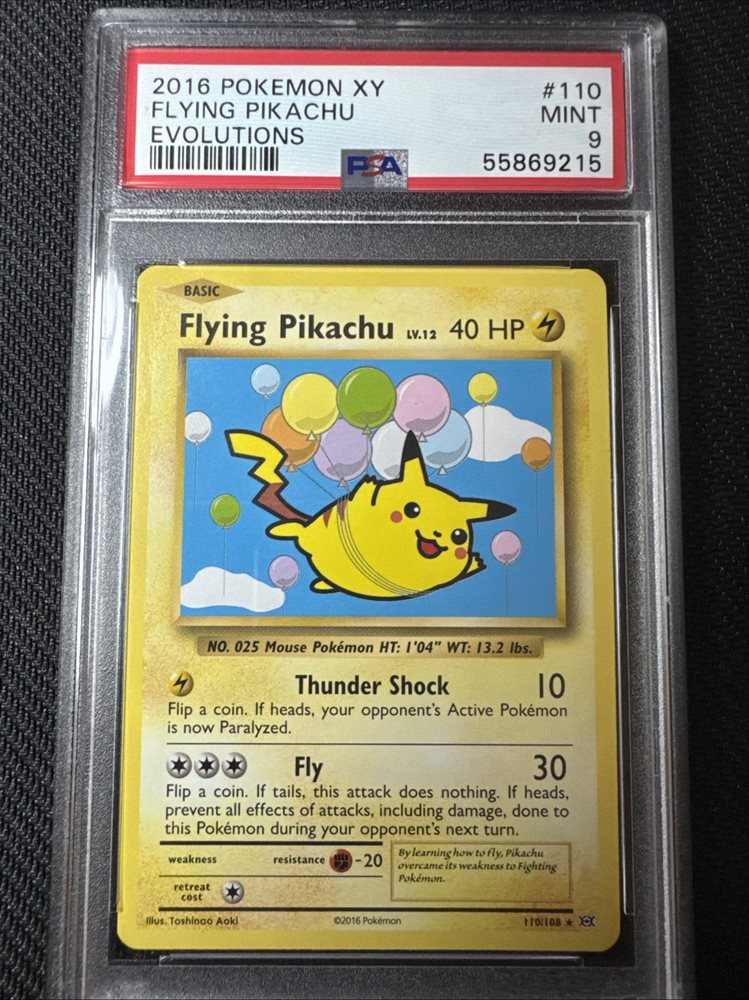 2016 POKEMON XY #110
FLYING PIKACHU MINT
EVOLUTIONS 9
PSA 55869215
BASIC
Flying Pikachu LV.12 40 HP
NO. 025 Mouse Pokémon HT: 1'04" WT: 13.2 lbs.
Thunder Shock 10
Flip a coin. If heads, your opponent's Active Pokémon
is now Paralyzed.
Fly 30
Flip a coin. If tails, this attack does nothing. If heads,
prevent all effects of attacks, including damage, done to
this Pokémon during your opponent's next turn.
weakness resistance -20
retreat
cost
By learning how to fly, Pikachu
overcame its weakness to Fighting
Pokémon.
Illus. Toshinao Aoki ©2016 Pokémon 110/108 ★